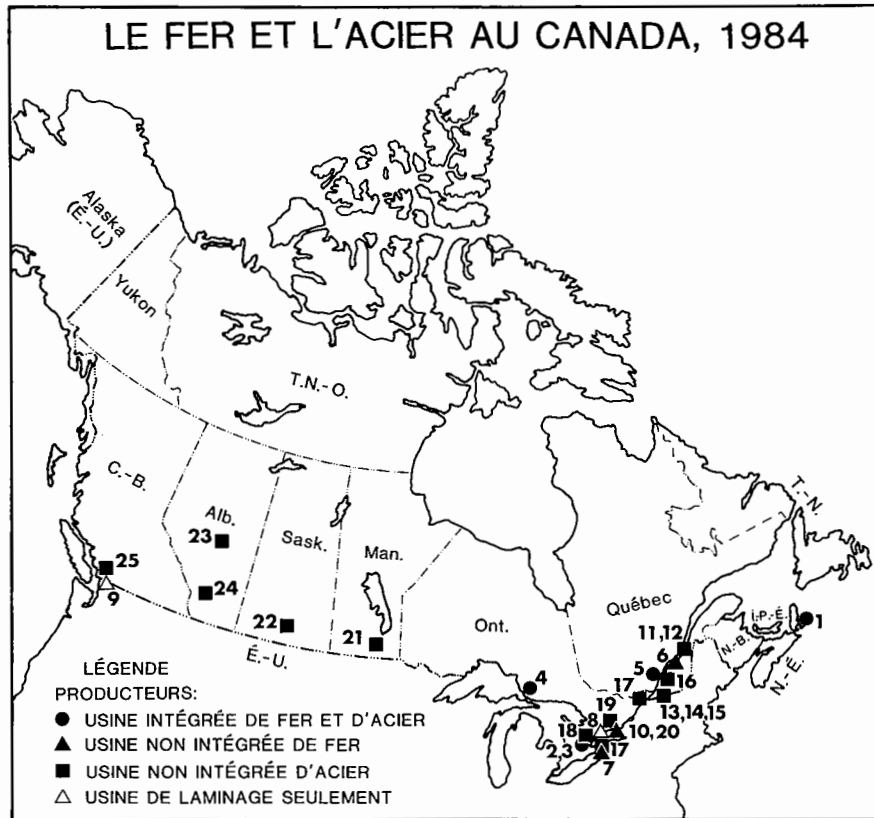 LE FER ET L'ACIER AU CANADA, 1984
Alaska
(É.-U.)
Yukon
T.N.-O.
C.-B.
Alb.
Sask.
Man.
Ont.
Québec
T.-N.
Î.-P.-É.
N.-B.
N.-É.
É.-U.
23
24
25
9
22
21
4
11,12
6
5
16
17
13,14,15
19
8
18
10,20
2,3
17
7
1
LÉGENDE
PRODUCTEURS:
USINE INTÉGRÉE DE FER ET D'ACIER
USINE NON INTÉGRÉE DE FER
USINE NON INTÉGRÉE D'ACIER
USINE DE LAMINAGE SEULEMENT